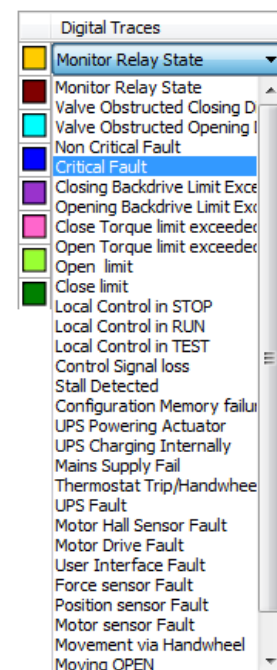 Digital Traces
Monitor Relay State
Monitor Relay State
Valve Obstructed Closing D
Valve Obstructed Opening
Non Critical Fault
Critical Fault
Closing Backdrive Limit Exce
Opening Backdrive Limit Exc
Close Torque limit exceeded
Open Torque limit exceeded
Open limit
Close limit
Local Control in STOP
Local Control in RUN
Local Control in TEST
Control Signal loss
Stall Detected
Configuration Memory failur
UPS Powering Actuator
UPS Charging Internally
Mains Supply Fail
Thermostat Trip/Handwhee
UPS Fault
Motor Hall Sensor Fault
Motor Drive Fault
User Interface Fault
Force sensor Fault
Position sensor Fault
Motor sensor Fault
Movement via Handwheel
Moving OPEN